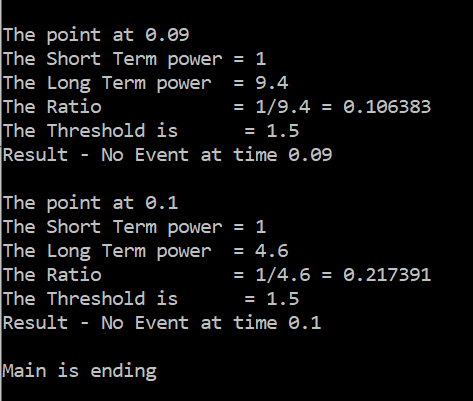 The point at 0.09
The Short Term power = 1
The Long Term power  = 9.4
The Ratio            = 1/9.4 = 0.106383
The Threshold is      = 1.5
Result - No Event at time 0.09

The point at 0.1
The Short Term power = 1
The Long Term power  = 4.6
The Ratio            = 1/4.6 = 0.217391
The Threshold is      = 1.5
Result - No Event at time 0.1

Main is ending